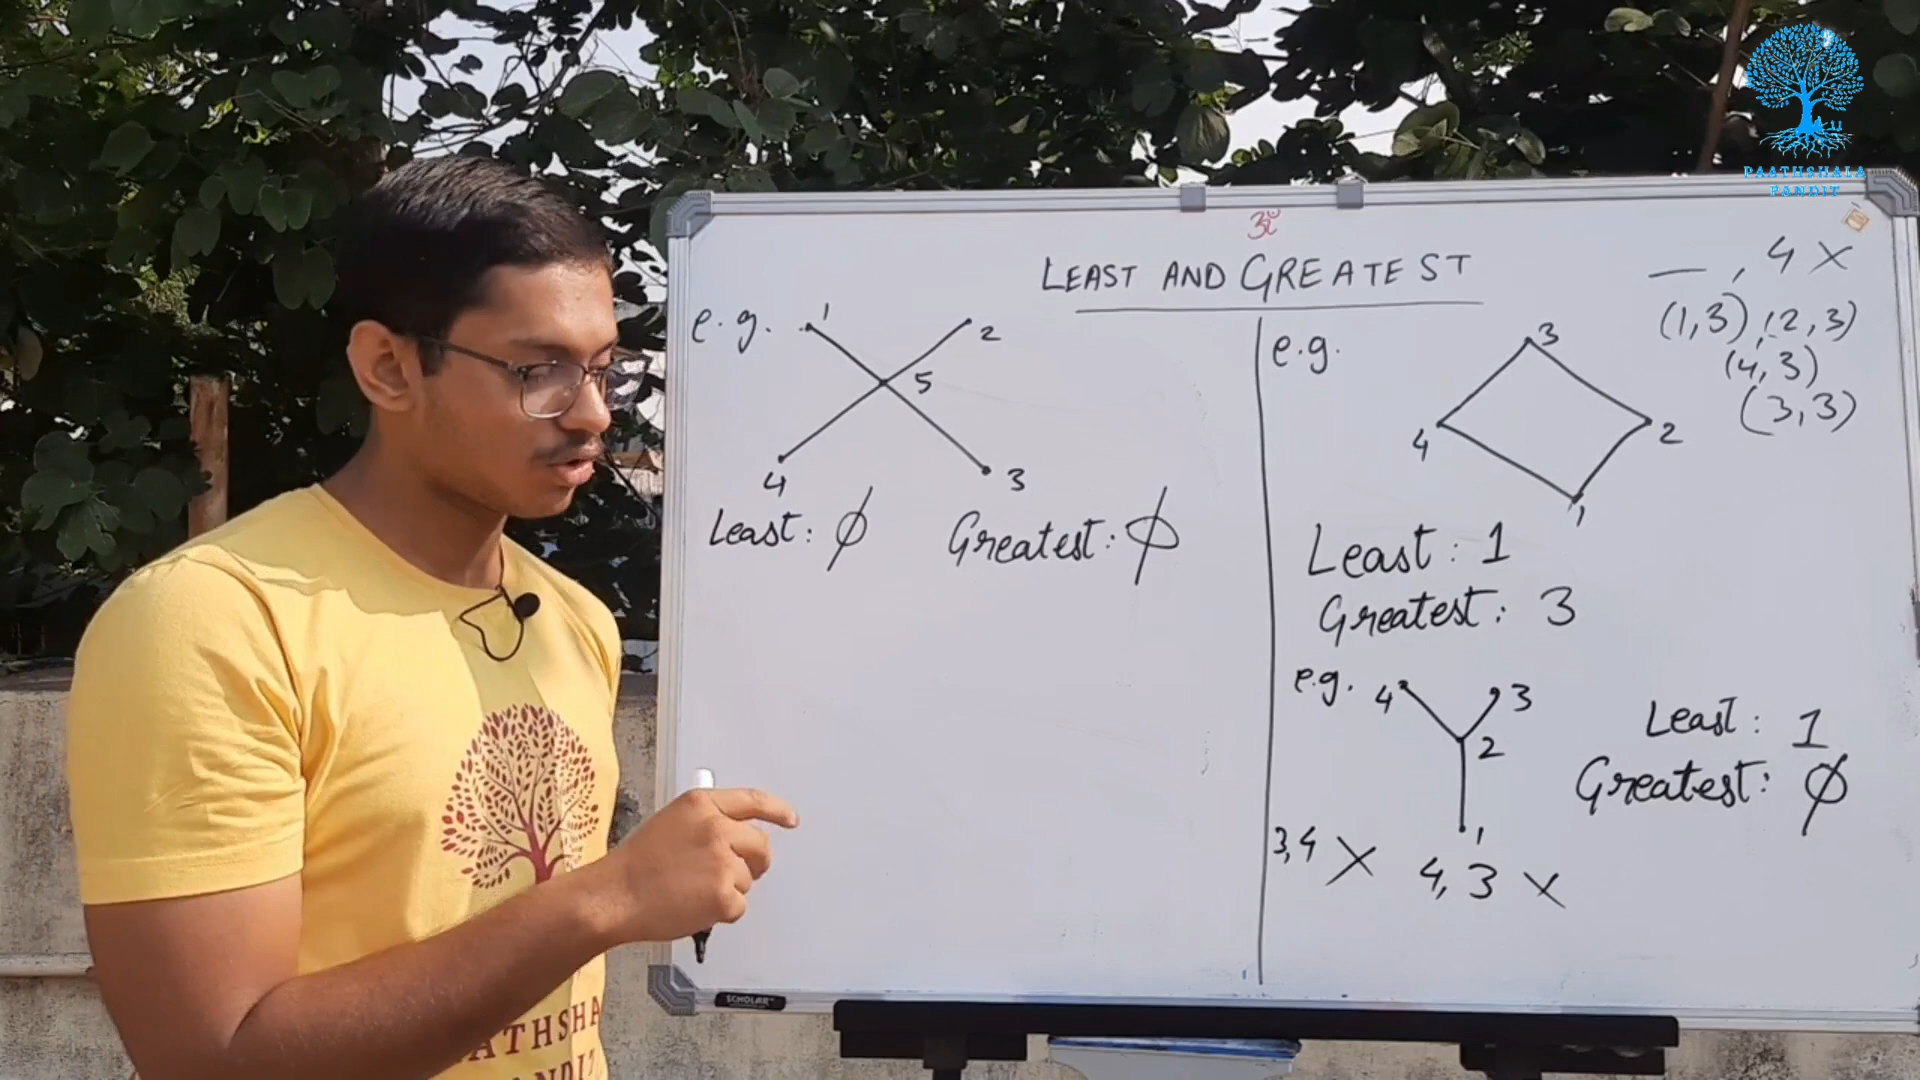 PAATHSHALA
PANDIT
ॐ
LEAST AND GREATEST
e.g.
1
2
5
4
3
Least: φ
Greatest: φ
e.g.
3
4
2
1
Least : 1
Greatest : 3
_ , 4 X
(1,3), (2,3)
(4,3)
(3,3)
e.g.
4
3
2
1
Least : 1
Greatest : φ
3,4 X
4,3 X
SCHOLAR